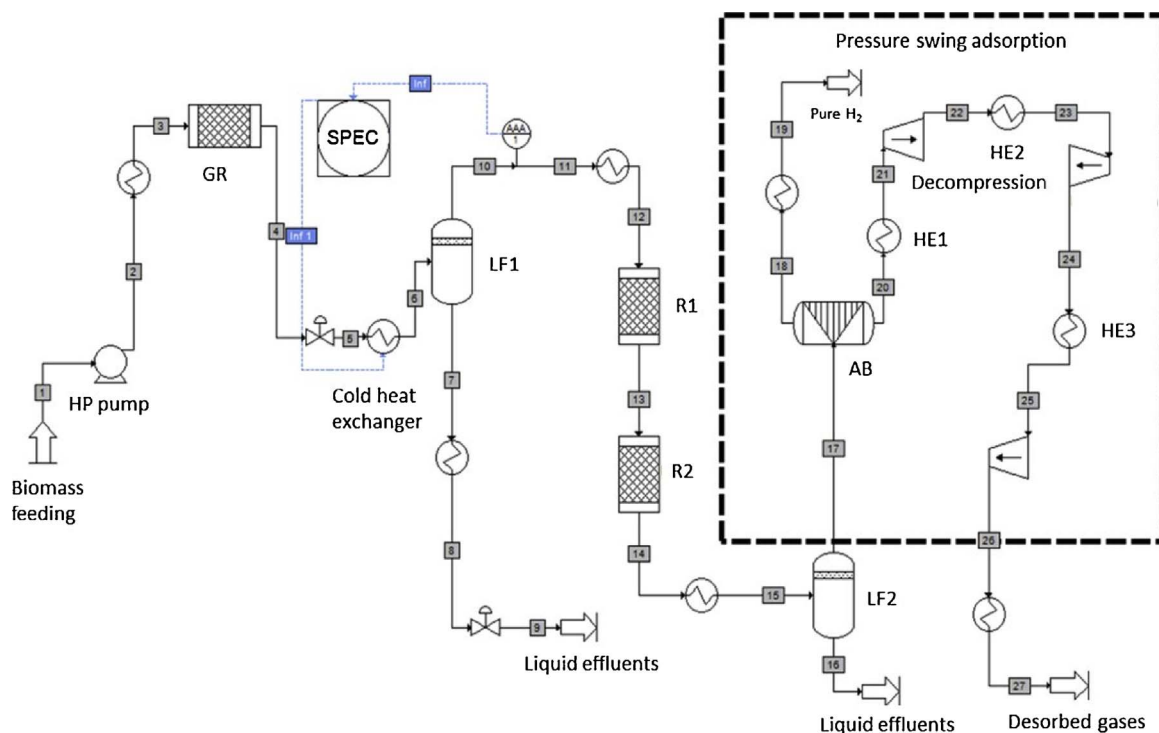 Pressure swing adsorption
Inf
SPEC
AAA
1
3
GR
10
11
19
Pure H2
22
23
HE2
21
Decompression
2
4
Inf 1
LF1
6
12
HE1
18
20
24
R1
5
AB
HE3
1
HP pump
Cold heat
exchanger
7
13
25
17
R2
Biomass
feeding
8
14
26
9
15
LF2
Liquid effluents
16
27
Liquid effluents
Desorbed gases